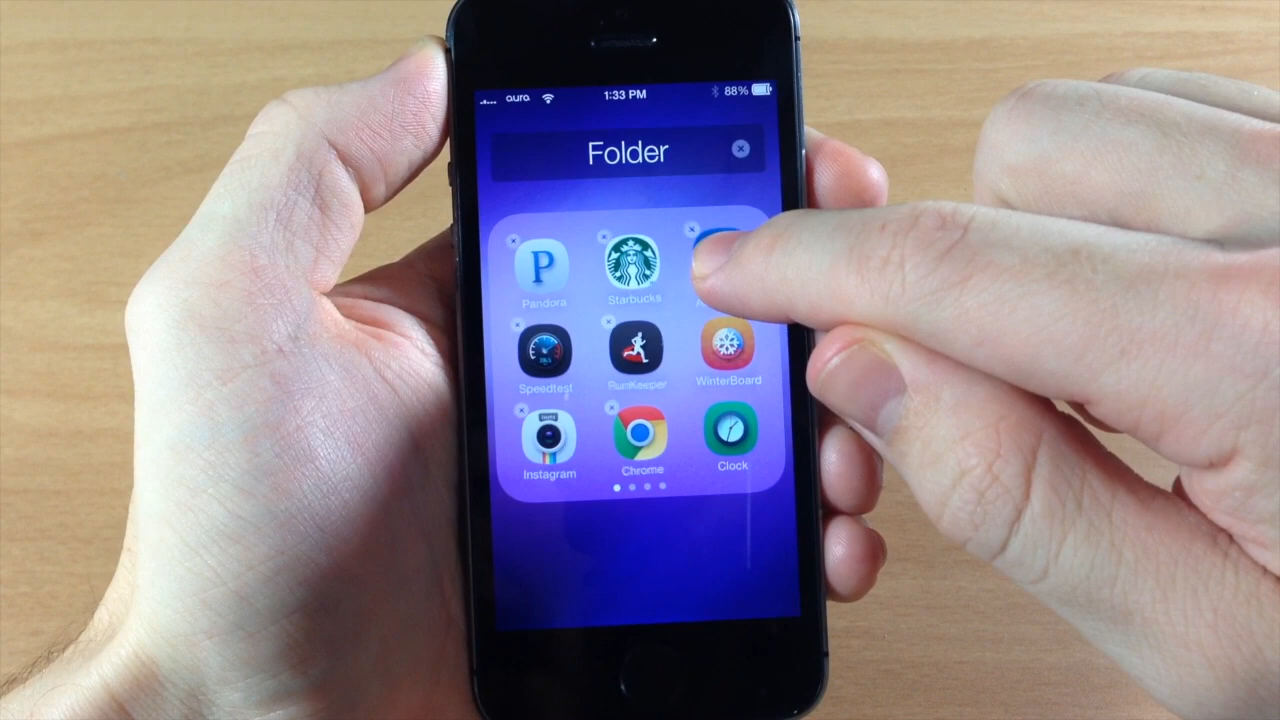 aura 1:33 PM 88%
Folder
P
Pandora Starbucks
Speedtest RunKeeper WinterBoard
Instagram Chrome Clock